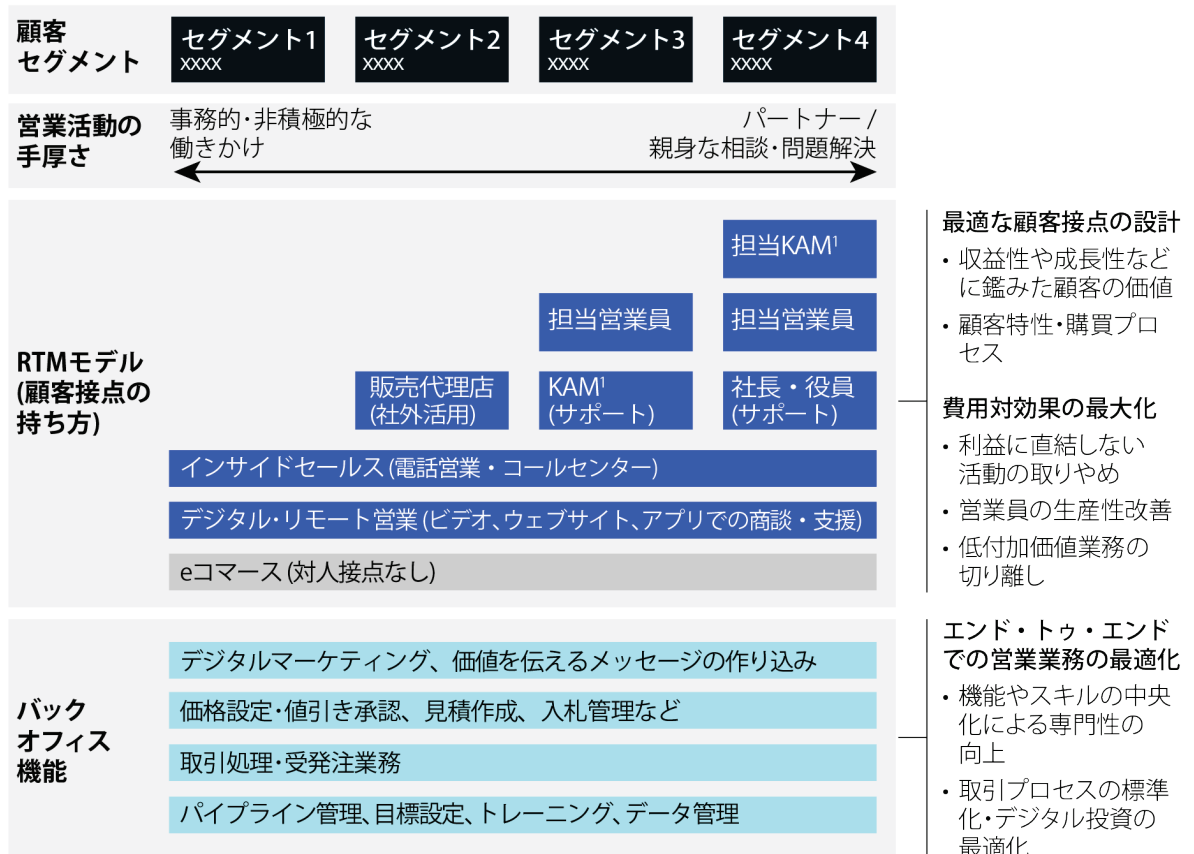 顧客
セグメント
セグメント1
xxxx
セグメント2
xxxx
セグメント3
xxxx
セグメント4
xxxx
営業活動の
手厚さ
事務的・非積極的な
働きかけ
パートナー /
親身な相談・問題解決
RTMモデル
(顧客接点の
持ち方)
担当KAM¹
担当営業員
担当営業員
販売代理店
(社外活用)
KAM¹
(サポート)
社長・役員
(サポート)
インサイドセールス (電話営業・コールセンター)
デジタル・リモート営業 (ビデオ、ウェブサイト、アプリでの商談・支援)
eコマース (対人接点なし)
最適な顧客接点の設計
・収益性や成長性など
に鑑みた顧客の価値
・顧客特性・購買プロ
セス
費用対効果の最大化
・利益に直結しない
活動の取りやめ
・営業員の生産性改善
・低付加価値業務の
切り離し
バック
オフィス
機能
デジタルマーケティング、価値を伝えるメッセージの作り込み
価格設定・値引き承認、見積作成、入札管理など
取引処理・受発注業務
パイプライン管理、目標設定、トレーニング、データ管理
エンド・トゥ・エンド
での営業業務の最適化
・機能やスキルの中央
化による専門性の
向上
・取引プロセスの標準
化・デジタル投資の
最適化